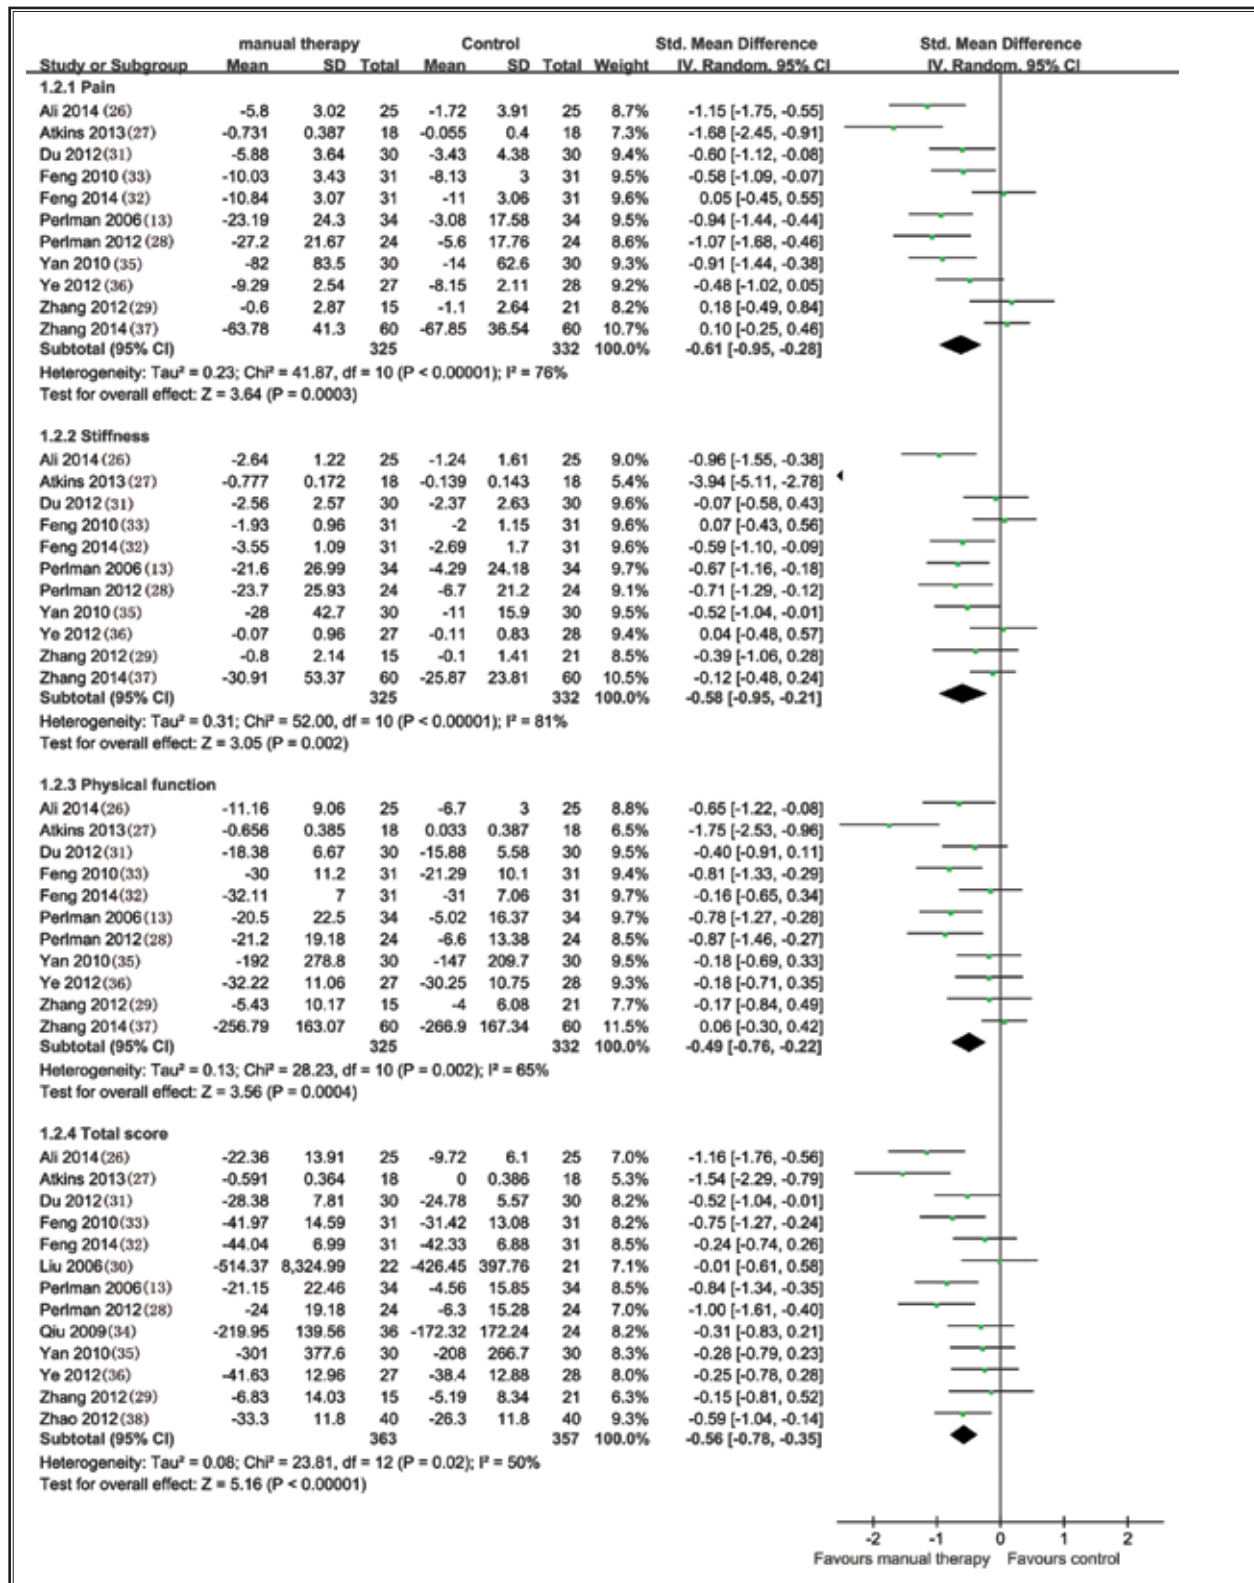 manual therapy Control Std. Mean Difference Std. Mean Difference
Study or Subgroup Mean SD Total Mean SD Total Weight IV. Random. 95% CI IV. Random. 95% CI
1.2.1 Pain
Ali 2014 (26) -5.8 3.02 25 -1.72 3.91 25 8.7% -1.15 [-1.75, -0.55]
Atkins 2013(27) -0.731 0.387 18 -0.055 0.4 18 7.3% -1.68 [-2.45, -0.91]
Du 2012(31) -5.88 3.64 30 -3.43 4.38 30 9.4% -0.60 [-1.12, -0.08]
Feng 2010 (33) -10.03 3.43 31 -8.13 3 31 9.4% -0.58 [-1.09, -0.07]
Feng 2014 (32) -10.84 3.07 31 -11 3.06 31 9.6% 0.05 [-0.45, 0.55]
Perlman 2006(13) -23.19 24.3 34 -3.08 17.58 34 9.5% -0.94 [-1.44, -0.44]
Perlman 2012 (28) -27.2 21.67 24 -5.6 17.76 24 8.6% -1.07 [-1.68, -0.46]
Yan 2010 (35) -82 83.5 30 -14 62.6 30 9.3% -0.91 [-1.44, -0.38]
Ye 2012 (36) -9.29 2.54 27 -8.15 2.11 28 9.2% -0.48 [-1.02, 0.05]
Zhang 2012(29) -0.6 2.87 15 -1.1 2.64 21 8.2% 0.18 [-0.49, 0.84]
Zhang 2014(37) -63.78 41.3 60 -67.85 36.54 60 10.7% 0.10 [-0.25, 0.46]
Subtotal (95% CI) 325 332 100.0% -0.61 [-0.95, -0.28]
Heterogeneity: Tau² = 0.23; Chi² = 41.87, df = 10 (P < 0.00001); I² = 76%
Test for overall effect: Z = 3.64 (P = 0.0003)
1.2.2 Stiffness
Ali 2014(26) -2.64 1.22 25 -1.24 1.61 25 9.0% -0.96 [-1.55, -0.38]
Atkins 2013(27) -0.777 0.172 18 -0.139 0.143 18 5.4% -3.94 [-5.11, -2.78]
Du 2012(31) -2.56 2.57 30 -2.37 2.63 30 9.6% -0.07 [-0.58, 0.43]
Feng 2010(33) -1.93 0.96 31 -2 1.15 31 9.6% 0.07 [-0.43, 0.56]
Feng 2014(32) -3.55 1.09 31 -2.69 1.7 31 9.6% -0.59 [-1.10, -0.09]
Perlman 2006(13) -21.6 26.99 34 -4.29 24.18 34 9.7% -0.67 [-1.16, -0.18]
Perlman 2012(28) -23.7 25.93 24 -6.7 21.2 24 9.1% -0.71 [-1.29, -0.12]
Yan 2010(35) -28 42.7 30 -11 15.9 30 9.5% -0.52 [-1.04, -0.01]
Ye 2012(36) -0.07 0.96 27 -0.11 0.83 28 9.4% 0.04 [-0.48, 0.57]
Zhang 2012(29) -0.8 2.14 15 -0.1 1.41 21 8.5% -0.39 [-1.06, 0.28]
Zhang 2014(37) -30.91 53.37 60 -25.87 23.81 60 10.5% -0.12 [-0.48, 0.24]
Subtotal (95% CI) 325 332 100.0% -0.58 [-0.95, -0.21]
Heterogeneity: Tau² = 0.31; Chi² = 52.00, df = 10 (P < 0.00001); I² = 81%
Test for overall effect: Z = 3.05 (P = 0.002)
1.2.3 Physical function
Ali 2014(26) -11.16 9.06 25 -6.7 3 25 8.8% -0.65 [-1.22, -0.08]
Atkins 2013(27) -0.656 0.385 18 0.033 0.387 18 6.5% -1.75 [-2.53, -0.96]
Du 2012(31) -18.38 6.67 30 -15.88 5.58 30 9.5% -0.40 [-0.91, 0.11]
Feng 2010(33) -30 11.2 31 -21.29 10.1 31 9.4% -0.81 [-1.33, -0.29]
Feng 2014(32) -32.11 7 31 -31 7.06 31 9.7% -0.16 [-0.65, 0.34]
Perlman 2006(13) -20.5 22.5 34 -5.02 16.37 34 9.7% -0.78 [-1.27, -0.28]
Perlman 2012(28) -21.2 19.18 24 -6.6 13.38 24 8.5% -0.87 [-1.46, -0.27]
Yan 2010(35) -192 278.8 30 -147 209.7 30 9.5% -0.18 [-0.69, 0.33]
Ye 2012(36) -32.22 11.06 27 -30.25 10.75 28 9.3% -0.18 [-0.71, 0.35]
Zhang 2012(29) -5.43 10.17 15 -4 6.08 21 7.7% -0.17 [-0.84, 0.49]
Zhang 2014(37) -256.79 163.07 60 -266.9 167.34 60 11.5% 0.06 [-0.30, 0.42]
Subtotal (95% CI) 325 332 100.0% -0.49 [-0.76, -0.22]
Heterogeneity: Tau² = 0.13; Chi² = 28.23, df = 10 (P = 0.002); I² = 65%
Test for overall effect: Z = 3.56 (P = 0.0004)
1.2.4 Total score
Ali 2014(26) -22.36 13.91 25 -9.72 6.1 25 7.0% -1.16 [-1.76, -0.56]
Atkins 2013(27) -0.591 0.364 18 0 0.386 18 5.3% -1.54 [-2.29, -0.79]
Du 2012(31) -28.38 7.81 30 -24.78 5.57 30 8.2% -0.52 [-1.04, -0.01]
Feng 2010(33) -41.97 14.59 31 -31.42 13.08 31 8.2% -0.75 [-1.27, -0.24]
Feng 2014(32) -44.04 6.99 31 -42.33 6.88 31 8.5% -0.24 [-0.74, 0.26]
Liu 2006(30) -514.37 8,324.99 22 -426.45 397.76 21 7.1% -0.01 [-0.61, 0.58]
Perlman 2006(13) -21.15 22.46 34 -4.56 15.85 34 8.5% -0.84 [-1.34, -0.35]
Perlman 2012(28) -24 19.18 24 -6.3 15.28 24 7.0% -1.00 [-1.61, -0.40]
Qiu 2009(34) -219.95 139.56 36 -172.32 172.24 24 8.2% -0.31 [-0.83, 0.21]
Yan 2010(35) -301 377.6 30 -208 266.7 30 8.3% -0.28 [-0.79, 0.23]
Ye 2012(36) -41.63 12.96 27 -38.4 12.88 28 8.0% -0.25 [-0.78, 0.28]
Zhang 2012(29) -6.83 14.03 15 -5.19 8.34 21 6.3% -0.15 [-0.81, 0.52]
Zhao 2012(38) -33.3 11.8 40 -26.3 11.8 40 9.3% -0.59 [-1.04, -0.14]
Subtotal (95% CI) 363 357 100.0% -0.56 [-0.78, -0.35]
Heterogeneity: Tau² = 0.08; Chi² = 23.81, df = 12 (P = 0.02); I² = 50%
Test for overall effect: Z = 5.16 (P < 0.00001)
-2 -1 0 1 2
Favours manual therapy Favours control